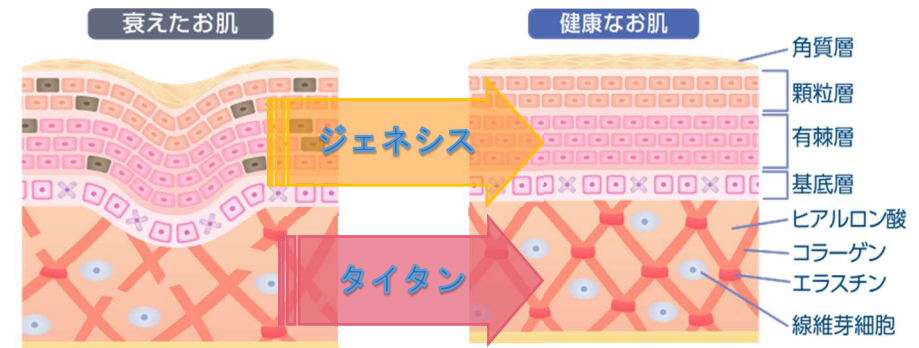 衰えたお肌
健康なお肌
角質層
顆粒層
ジェネシス
有棘層
基底層
ヒアルロン酸
コラーゲン
タイタン
エラスチン
線維芽細胞